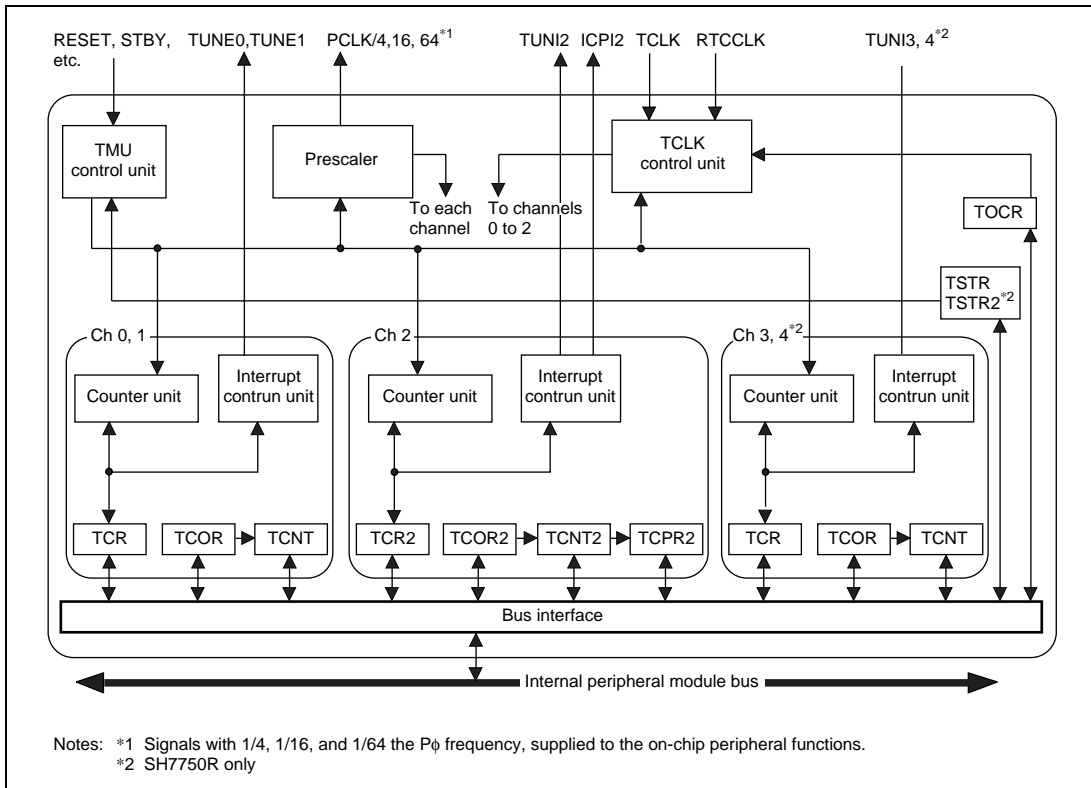 RESET, STBY,
etc.
TUNE0,TUNE1
PCLK/4,16, 64*1
TUNI2
ICPI2
TCLK
RTCCLK
TUNI3, 4*2
TMU
control unit
Prescaler
TCLK
control unit
To each
channel
To channels
0 to 2
TOCR
TSTR
TSTR2*2
Ch 0, 1
Counter unit
Interrupt
contrun unit
TCR
TCOR
TCNT
Ch 2
Counter unit
Interrupt
contrun unit
TCR2
TCOR2
TCNT2
TCPR2
Ch 3, 4*2
Counter unit
Interrupt
contrun unit
TCR
TCOR
TCNT
Bus interface
Internal peripheral module bus
Notes: *1 Signals with 1/4, 1/16, and 1/64 the Pϕ frequency, supplied to the on-chip peripheral functions.
*2 SH7750R only